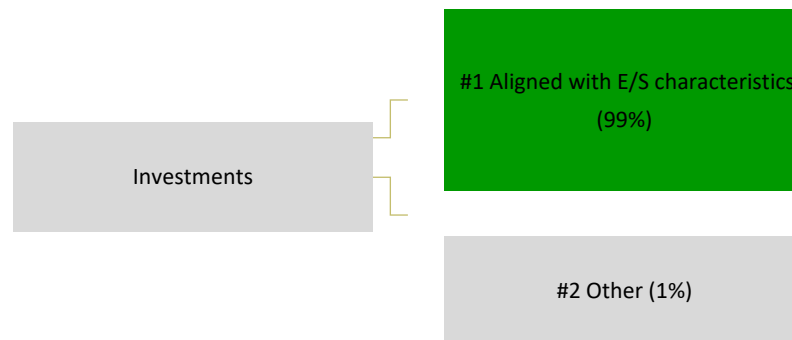 #1 Aligned with E/S characteristics
(99%)
Investments
#2 Other (1%)